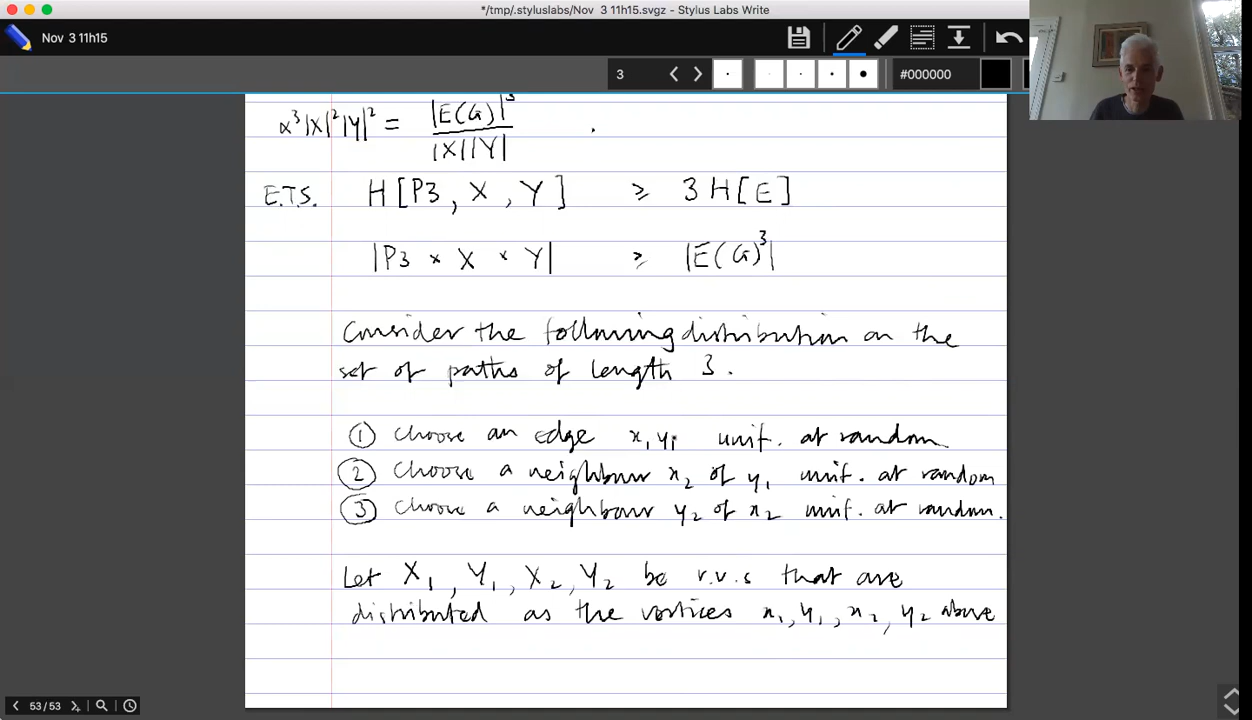 */tmp/.styluslabs/Nov 3 11h15.svgz - Stylus Labs Write
Nov 3 11h15
3
#000000
α³|X|²|Y|² = |E(G)|³ / |X||Y| .
E.T.S. H[P3, X, Y] ≥ 3H[E]
|P3 × X × Y| ≥ |E(G)³|
Consider the following distribution on the
set of paths of length 3.
① Choose an edge x₁y₁ unif. at random
② Choose a neighbour x₂ of y₁ unif. at random
③ Choose a neighbour y₂ of x₂ unif. at random.
Let X₁, Y₁, X₂, Y₂ be r.v.s that are
distributed as the vertices x₁, y₁, x₂, y₂ above
53/53